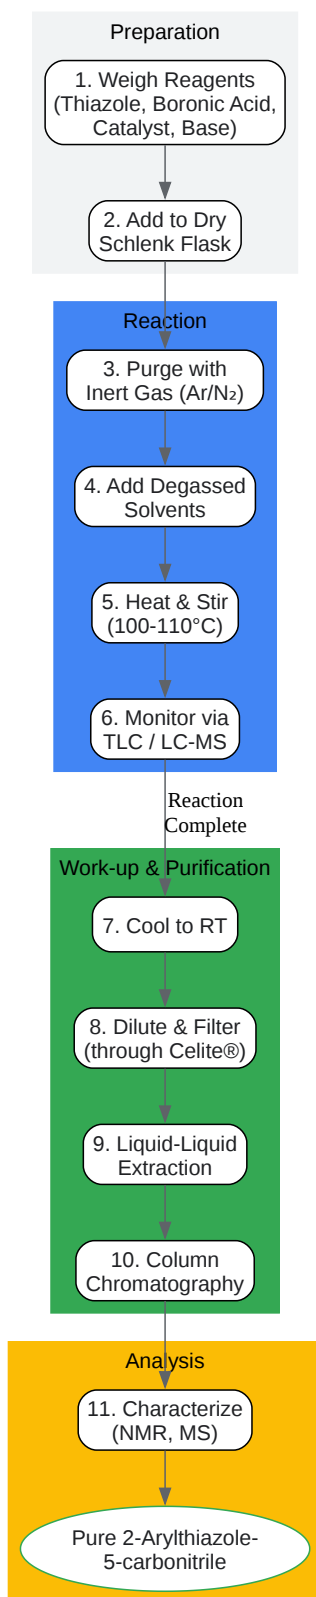 Preparation
1. Weigh Reagents
(Thiazole, Boronic Acid,
Catalyst, Base)
2. Add to Dry
Schlenk Flask
Reaction
3. Purge with
Inert Gas (Ar/N₂)
4. Add Degassed
Solvents
5. Heat & Stir
(100-110°C)
6. Monitor via
TLC / LC-MS
Reaction
Complete
Work-up & Purification
7. Cool to RT
8. Dilute & Filter
(through Celite®)
9. Liquid-Liquid
Extraction
10. Column
Chromatography
Analysis
11. Characterize
(NMR, MS)
Pure 2-Arylthiazole-
5-carbonitrile